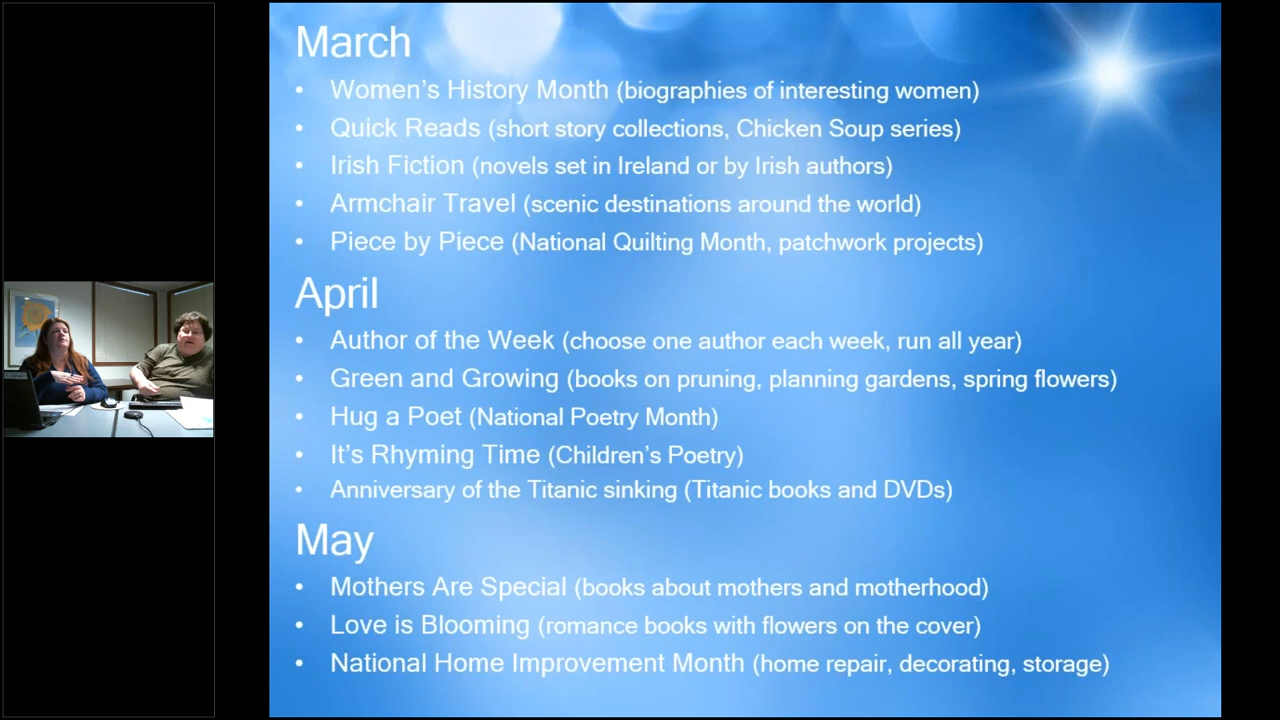 March
• Women's History Month (biographies of interesting women)
• Quick Reads (short story collections, Chicken Soup series)
• Irish Fiction (novels set in Ireland or by Irish authors)
• Armchair Travel (scenic destinations around the world)
• Piece by Piece (National Quilting Month, patchwork projects)
April
• Author of the Week (choose one author each week, run all year)
• Green and Growing (books on pruning, planning gardens, spring flowers)
• Hug a Poet (National Poetry Month)
• It's Rhyming Time (Children's Poetry)
• Anniversary of the Titanic sinking (Titanic books and DVDs)
May
• Mothers Are Special (books about mothers and motherhood)
• Love is Blooming (romance books with flowers on the cover)
• National Home Improvement Month (home repair, decorating, storage)